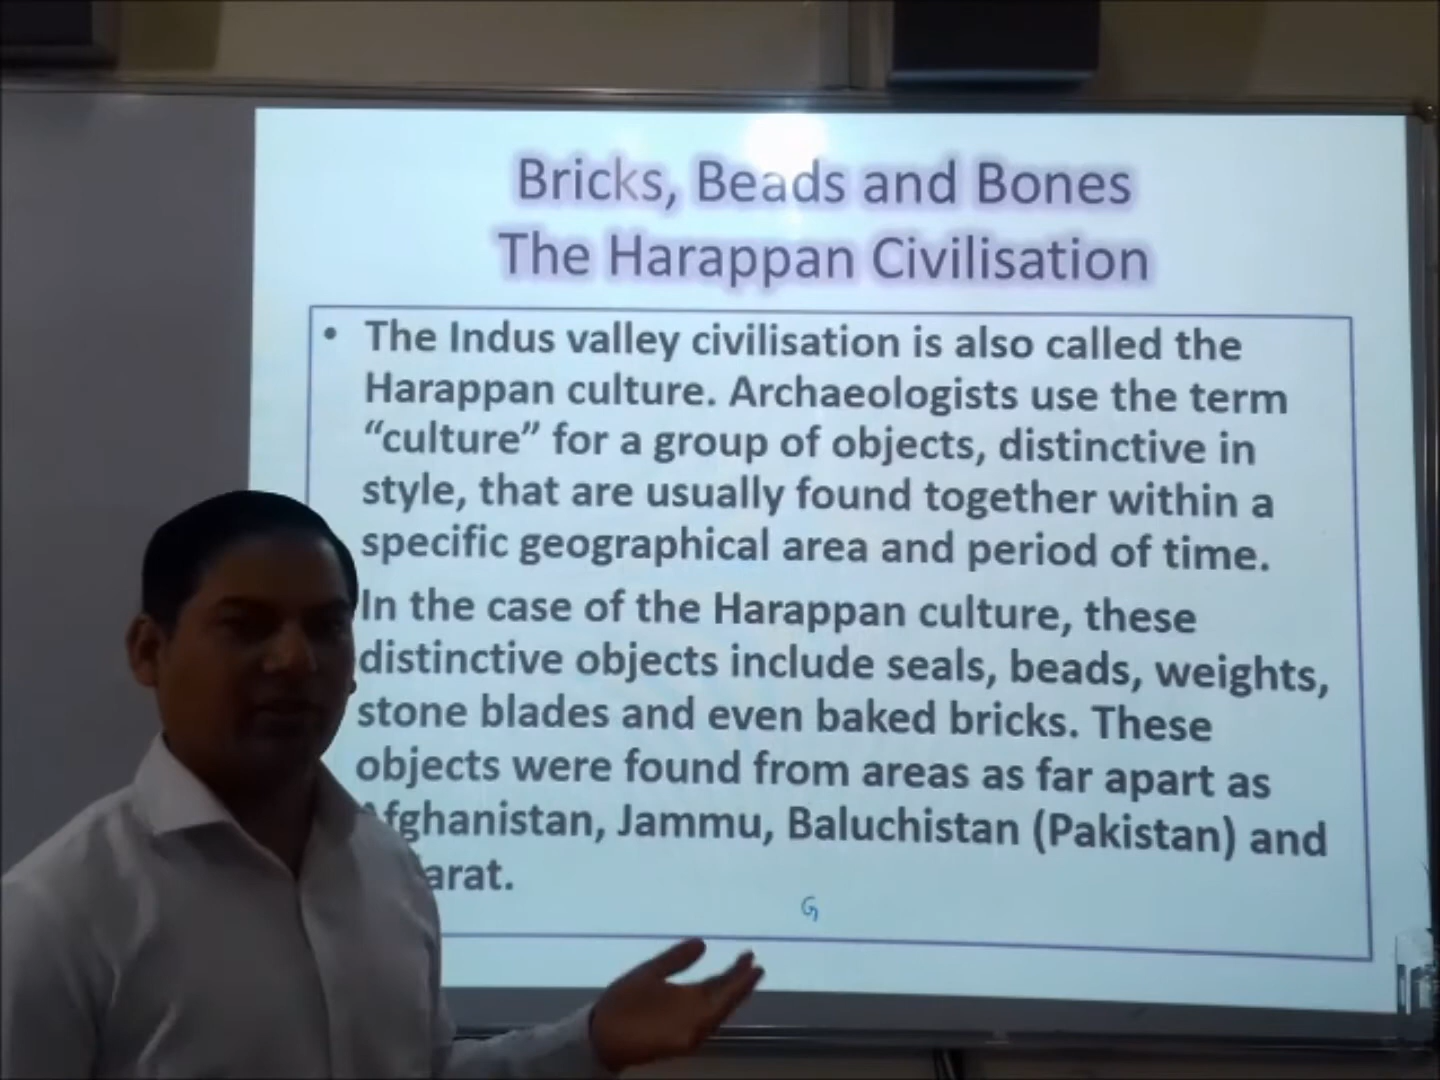 Bricks, Beads and Bones
The Harappan Civilisation
• The Indus valley civilisation is also called the
Harappan culture. Archaeologists use the term
“culture” for a group of objects, distinctive in
style, that are usually found together within a
specific geographical area and period of time.
In the case of the Harappan culture, these
distinctive objects include seals, beads, weights,
stone blades and even baked bricks. These
objects were found from areas as far apart as
Afghanistan, Jammu, Baluchistan (Pakistan) and
arat.
G